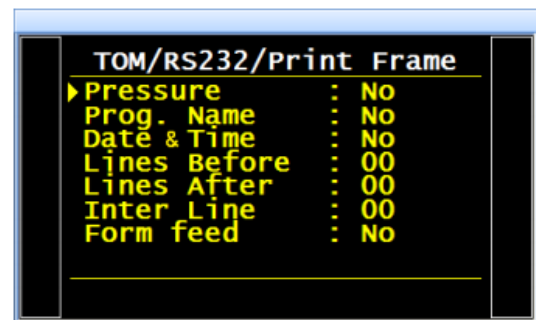 TOM/RS232/Print Frame
Pressure : No
Prog. Name : No
Date & Time : No
Lines Before : 00
Lines After : 00
Inter Line : 00
Form feed : No